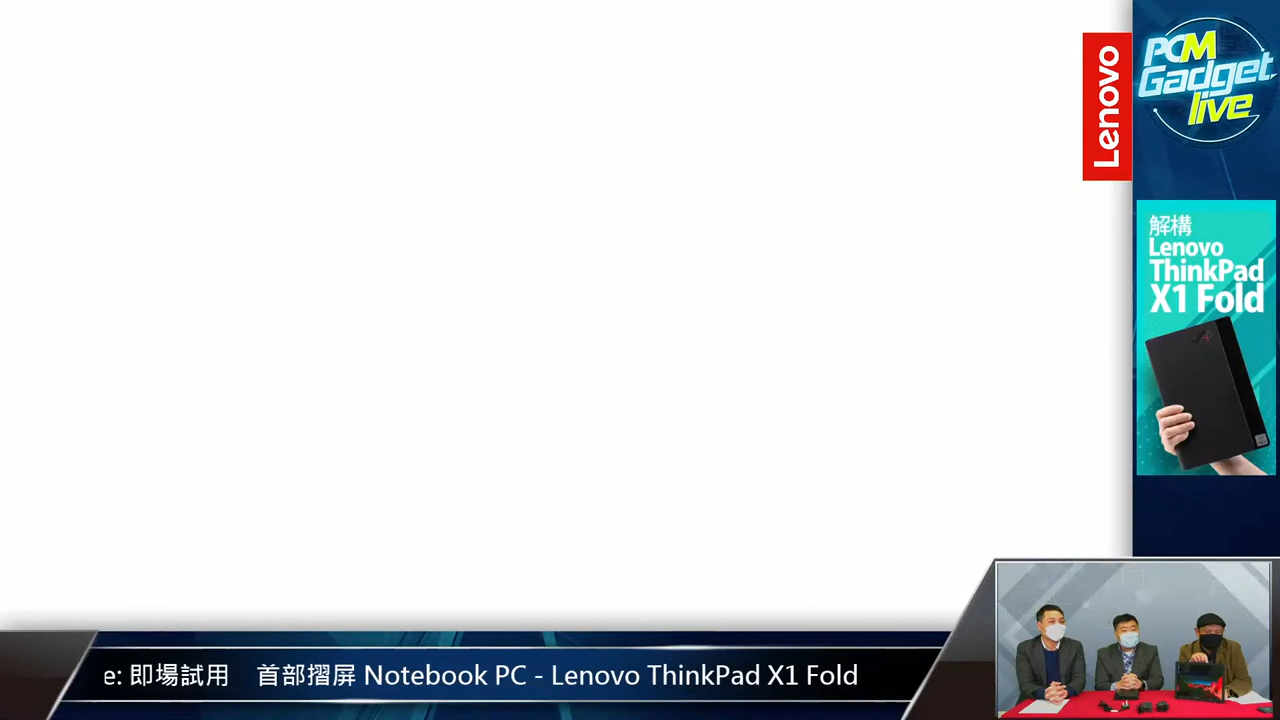 Lenovo
PCM
Gadget
live
解構
Lenovo
ThinkPad
X1 Fold
e: 即場試用 首部摺屏 Notebook PC - Lenovo ThinkPad X1 Fold